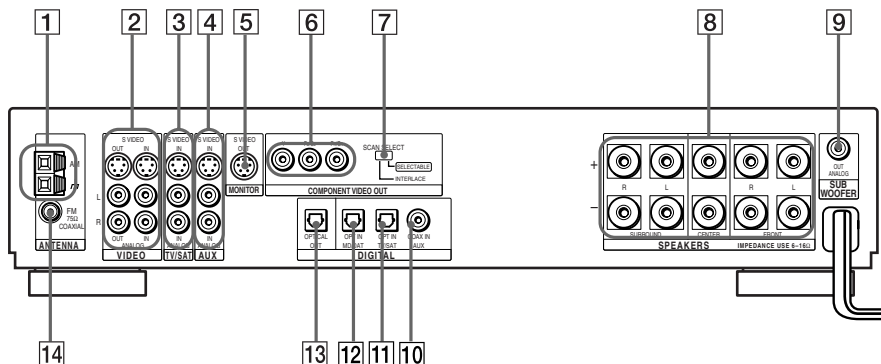 1 2 3 4 5 6 7 8 9
S VIDEO S VIDEO S VIDEO S VIDEO
OUT IN IN IN OUT
SCAN SELECT
SELECTABLE
INTERLACE
AM
MONITOR
COMPONENT VIDEO OUT
L
R
FM
75Ω
COAXIAL
ANTENNA
OUT IN IN IN
ANALOG ANALOG ANALOG
VIDEO TV/SAT AUX
OPTICAL OPT IN OPT IN COAX IN
OUT MD/SAT TV/SAT AUX
DIGITAL
+
R L R L
−
SURROUND CENTER FRONT
SPEAKERS IMPEDANCE USE 6–16Ω
OUT
ANALOG
SUB
WOOFER
14 13 12 11 10